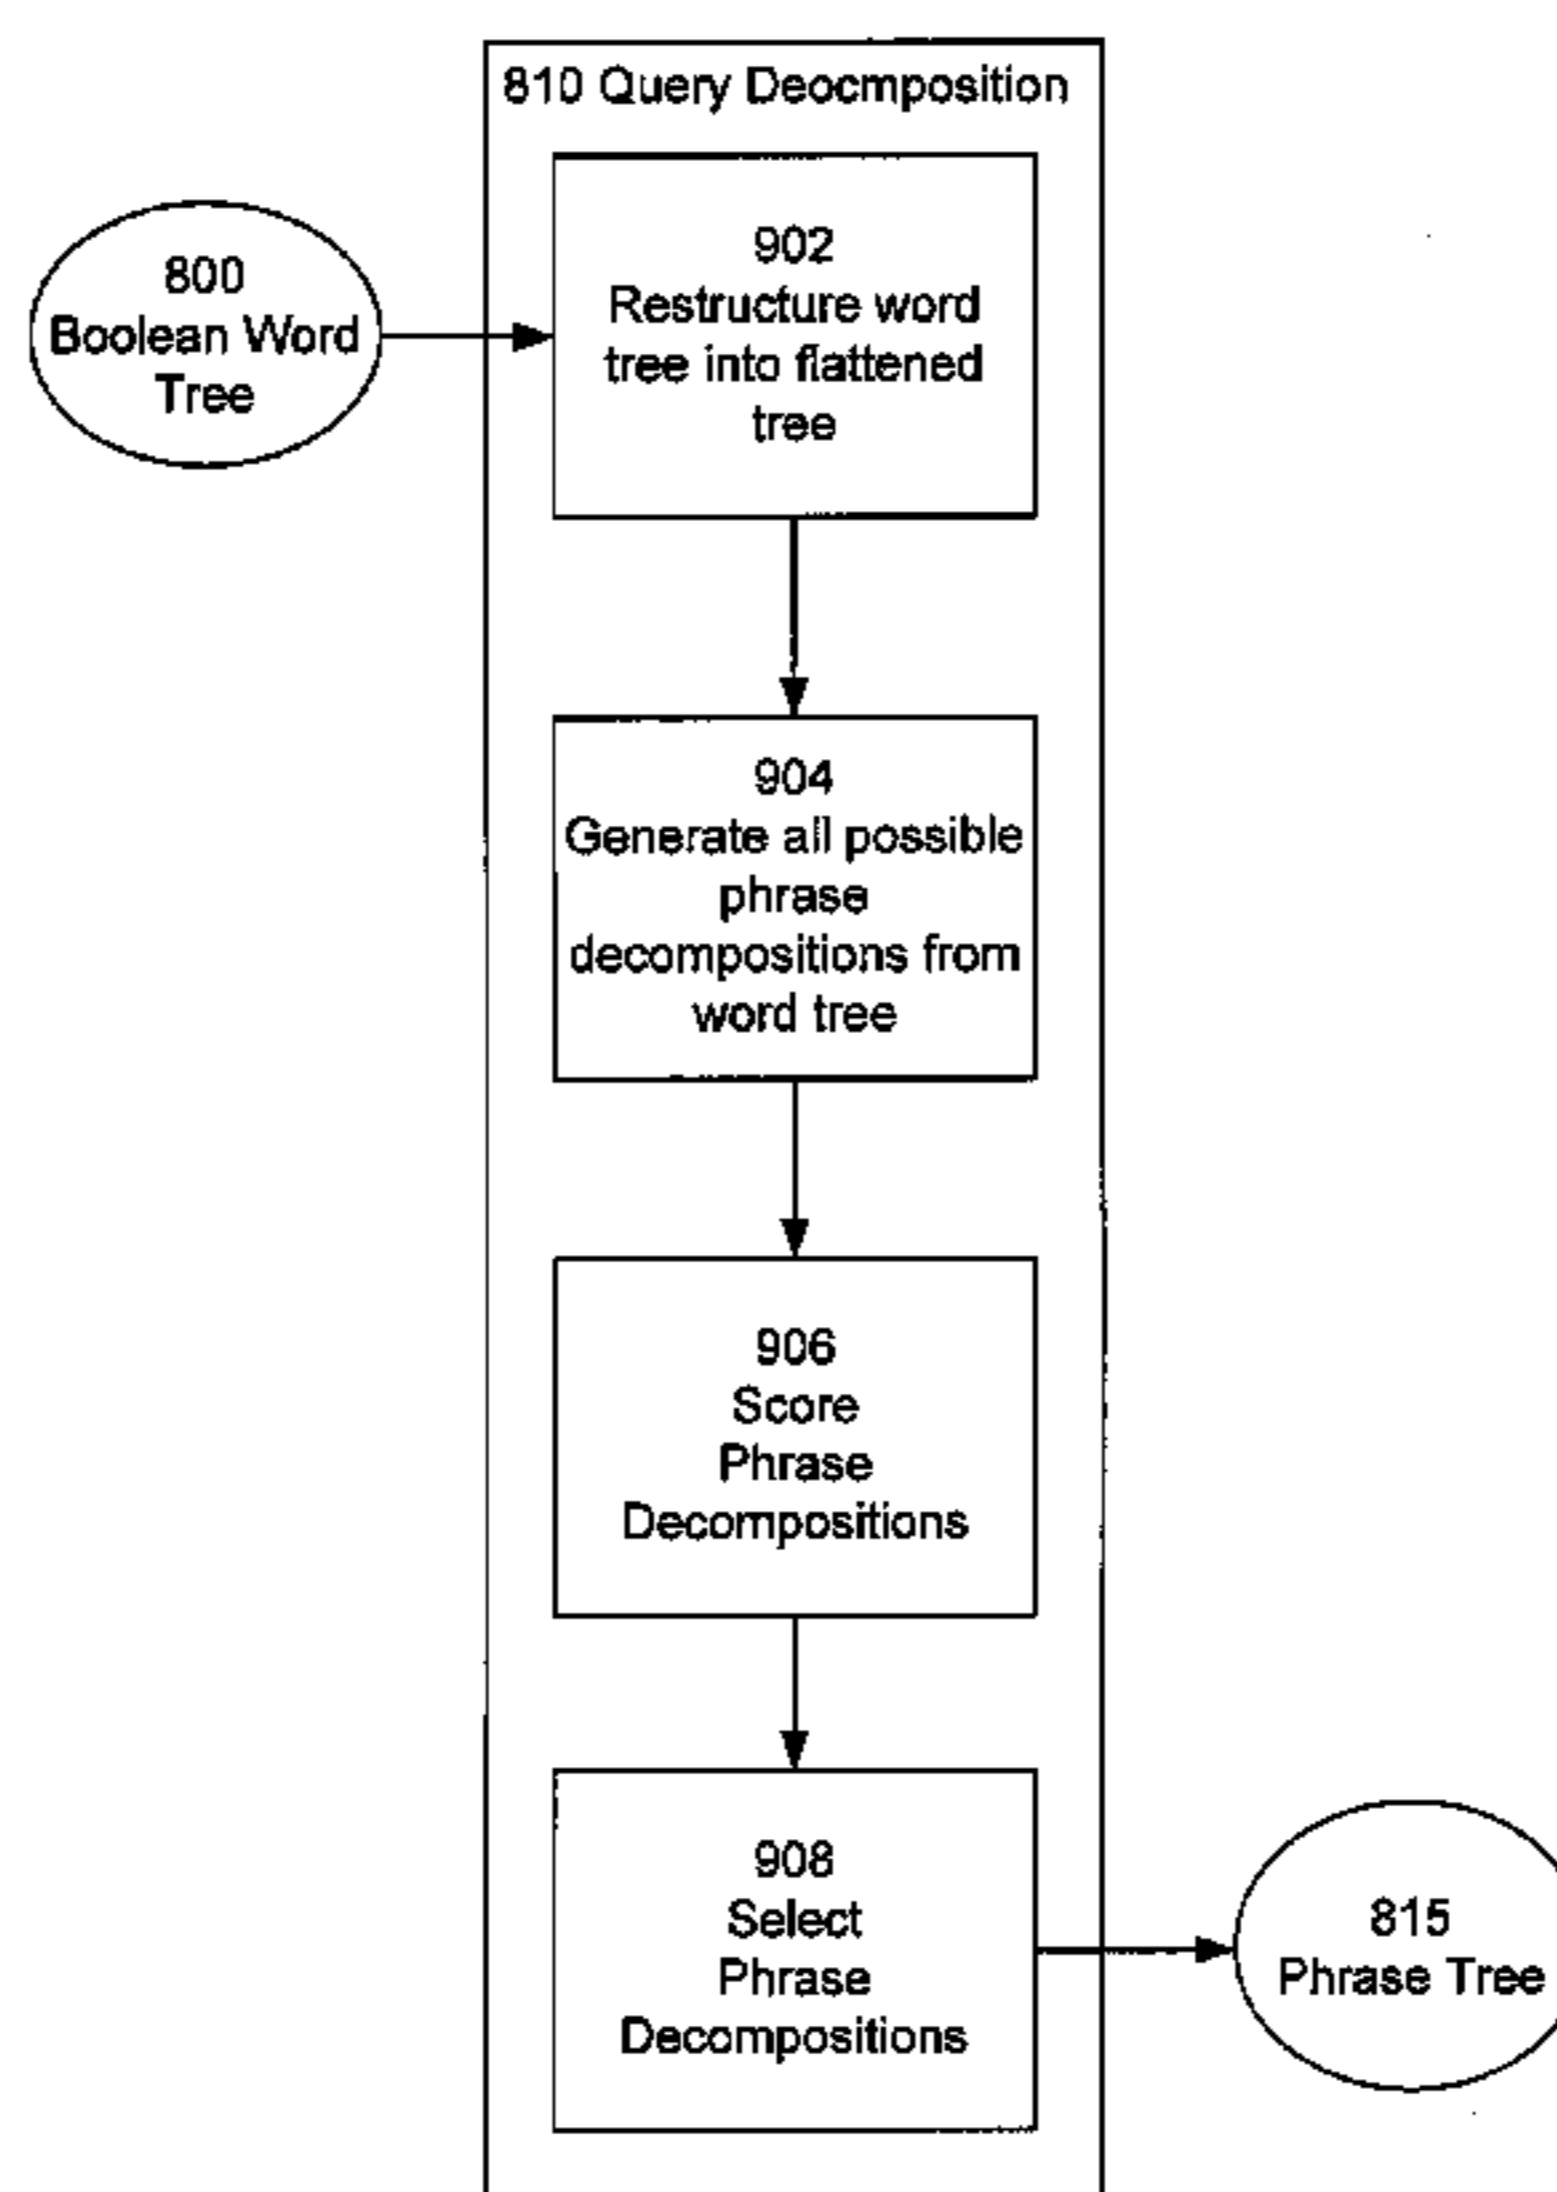 810 Query Deocmposition
800
Boolean Word
Tree
902
Restructure word
tree into flattened
tree
904
Generate all possible
phrase
decompositions from
word tree
906
Score
Phrase
Decompositions
908
Select
Phrase
Decompositions
815
Phrase Tree